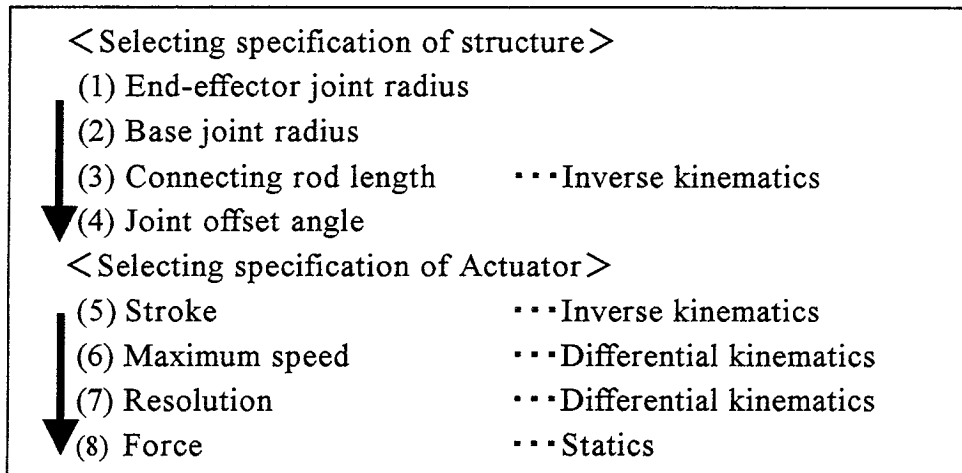 ＜Selecting specification of structure＞
(1) End-effector joint radius
(2) Base joint radius
(3) Connecting rod length ･･･Inverse kinematics
(4) Joint offset angle
＜Selecting specification of Actuator＞
(5) Stroke ･･･Inverse kinematics
(6) Maximum speed ･･･Differential kinematics
(7) Resolution ･･･Differential kinematics
(8) Force ･･･Statics